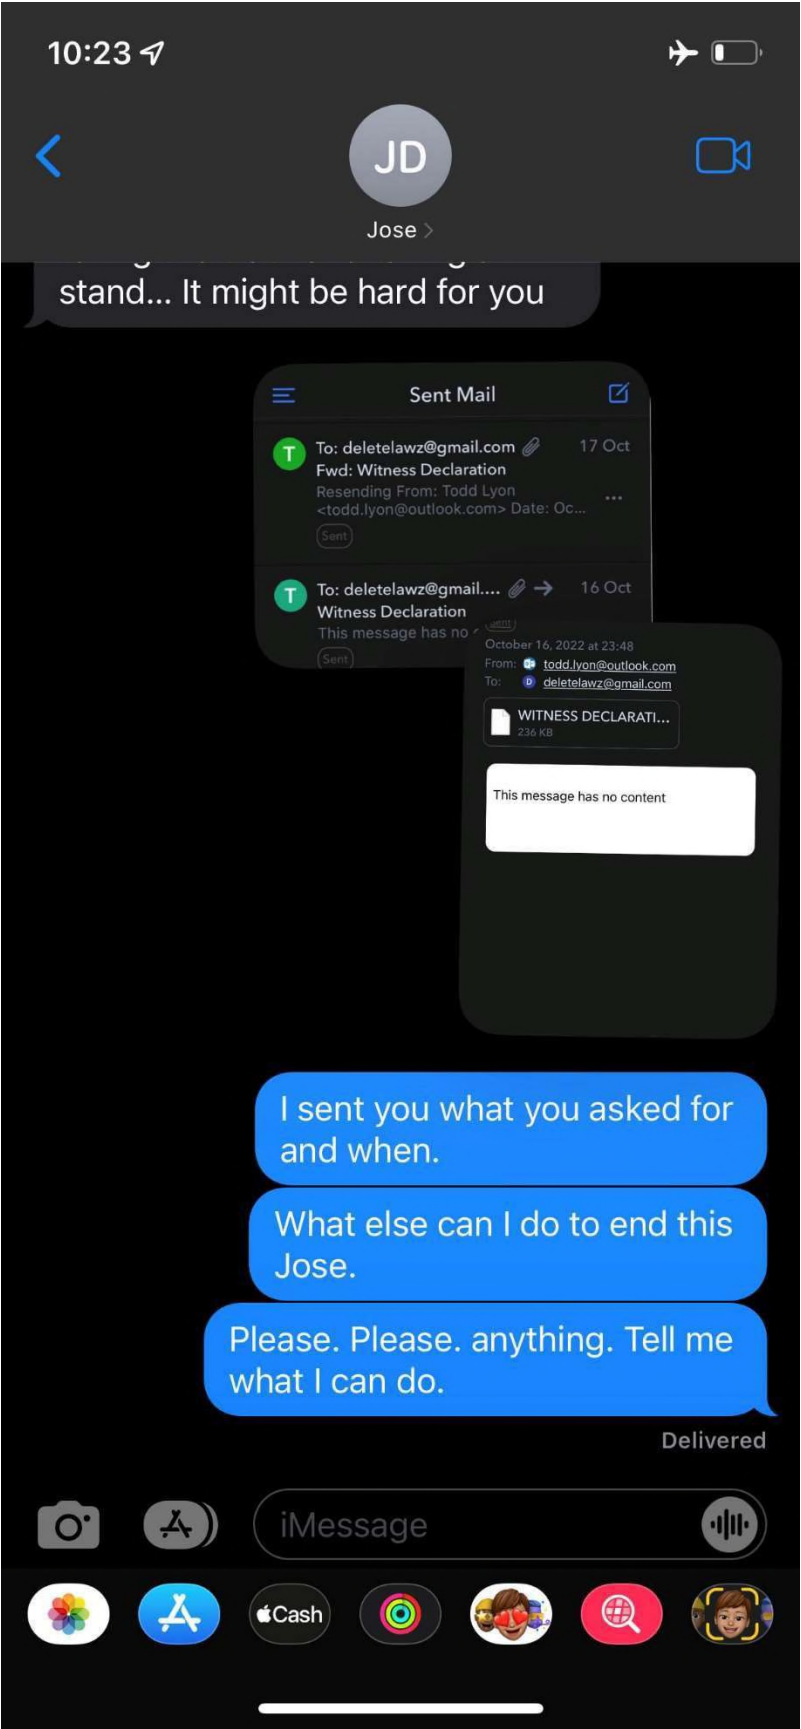 10:23
JD
Jose
stand... It might be hard for you
Sent Mail
T
To: deletelawz@gmail.com
17 Oct
Fwd: Witness Declaration
Resending From: Todd Lyon
<todd.lyon@outlook.com> Date: Oc...
Sent
T
To: deletelawz@gmail....
16 Oct
Witness Declaration
This message has no
Sent
Sent
October 16, 2022 at 23:48
From: todd.lyon@outlook.com
To: D deletelawz@gmail.com
WITNESS DECLARATI...
236 KB
This message has no content
I sent you what you asked for
and when.
What else can I do to end this
Jose.
Please. Please. anything. Tell me
what I can do.
Delivered
iMessage
Cash